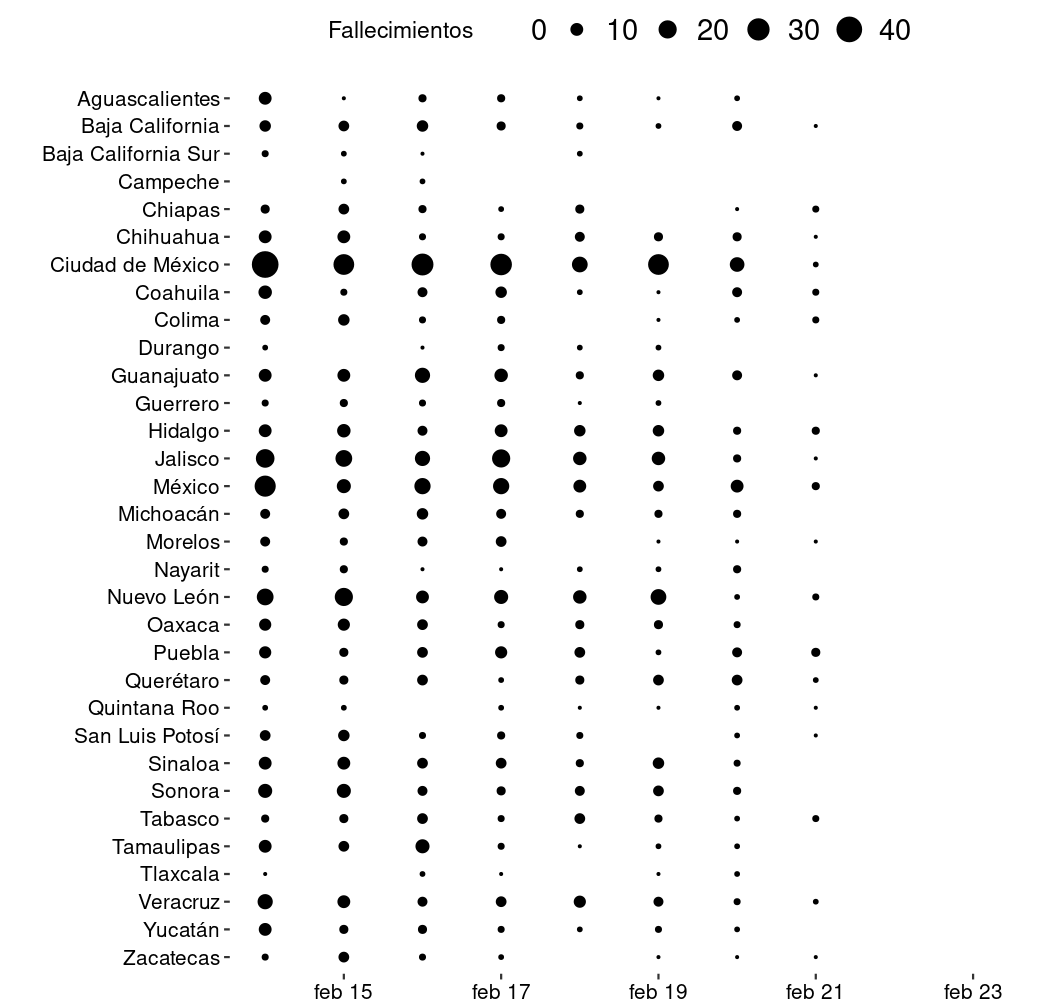 Fallecimientos 0 10 20 30 40
Aguascalientes
Baja California
Baja California Sur
Campeche
Chiapas
Chihuahua
Ciudad de México
Coahuila
Colima
Durango
Guanajuato
Guerrero
Hidalgo
Jalisco
México
Michoacán
Morelos
Nayarit
Nuevo León
Oaxaca
Puebla
Querétaro
Quintana Roo
San Luis Potosí
Sinaloa
Sonora
Tabasco
Tamaulipas
Tlaxcala
Veracruz
Yucatán
Zacatecas
feb 15 feb 17 feb 19 feb 21 feb 23